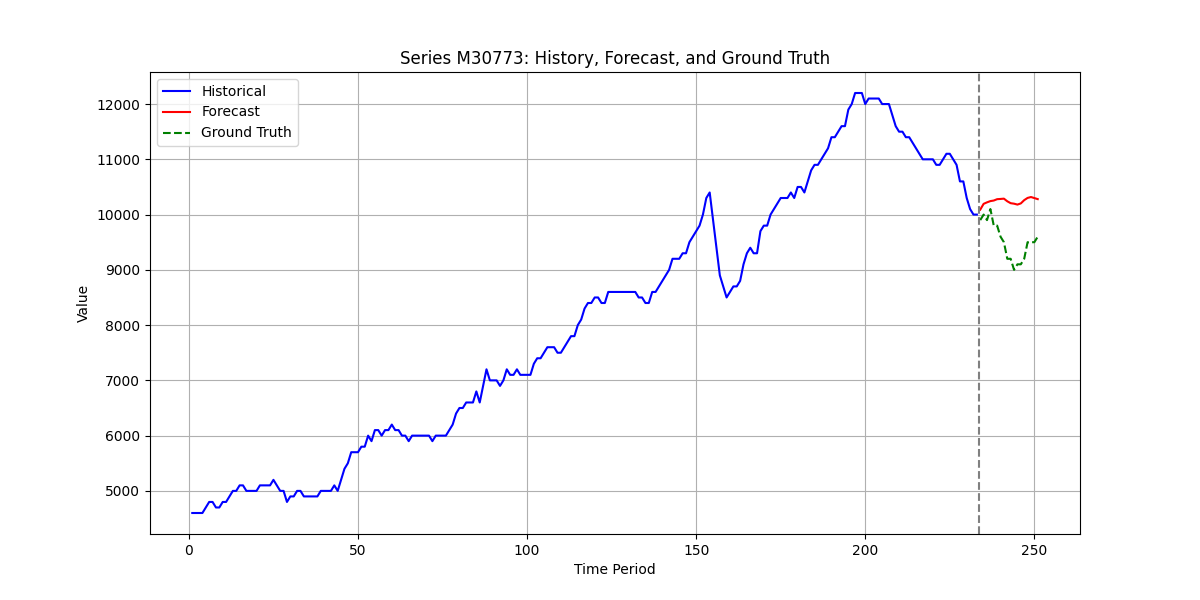 Series M30773: History, Forecast, and Ground Truth
Historical
Forecast
Ground Truth
12000
11000
10000
9000
8000
7000
6000
5000
Value
0
50
100
150
200
250
Time Period